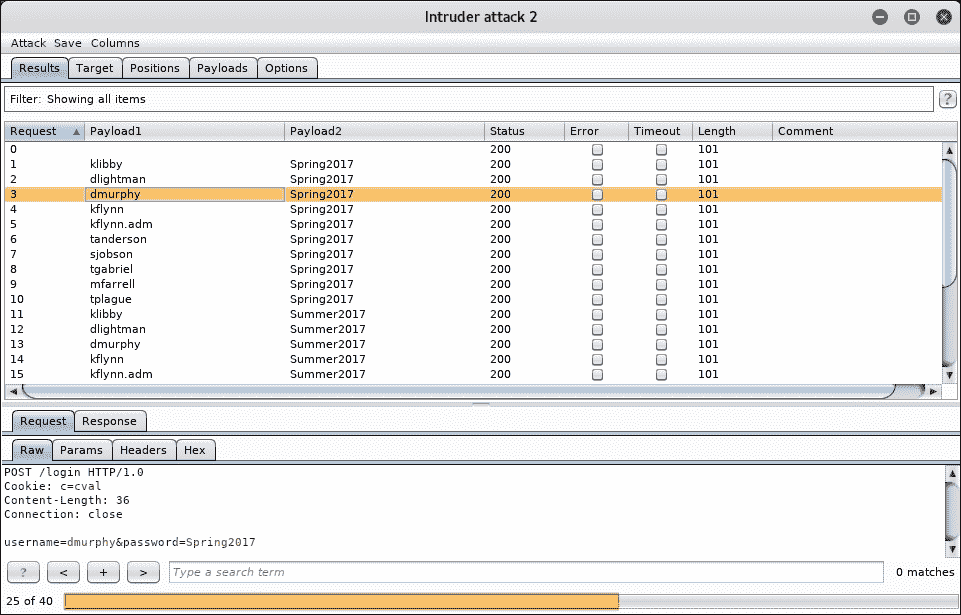 Intruder attack 2
Attack Save Columns
Results Target Positions Payloads Options
Filter: Showing all items ?
Request Payload1 Payload2 Status Error Timeout Length Comment
0 200 101
1 klibby Spring2017 200 101
2 dlightman Spring2017 200 101
3 dmurphy Spring2017 200 101
4 kflynn Spring2017 200 101
5 kflynn.adm Spring2017 200 101
6 tanderson Spring2017 200 101
7 sjobson Spring2017 200 101
8 tgabriel Spring2017 200 101
9 mfarrell Spring2017 200 101
10 tplague Spring2017 200 101
11 klibby Summer2017 200 101
12 dlightman Summer2017 200 101
13 dmurphy Summer2017 200 101
14 kflynn Summer2017 200 101
15 kflynn.adm Summer2017 200 101
Request Response
Raw Params Headers Hex
POST /login HTTP/1.0
Cookie: c=cval
Content-Length: 36
Connection: close
username=dmurphy&password=Spring2017
? < + > Type a search term 0 matches
25 of 40